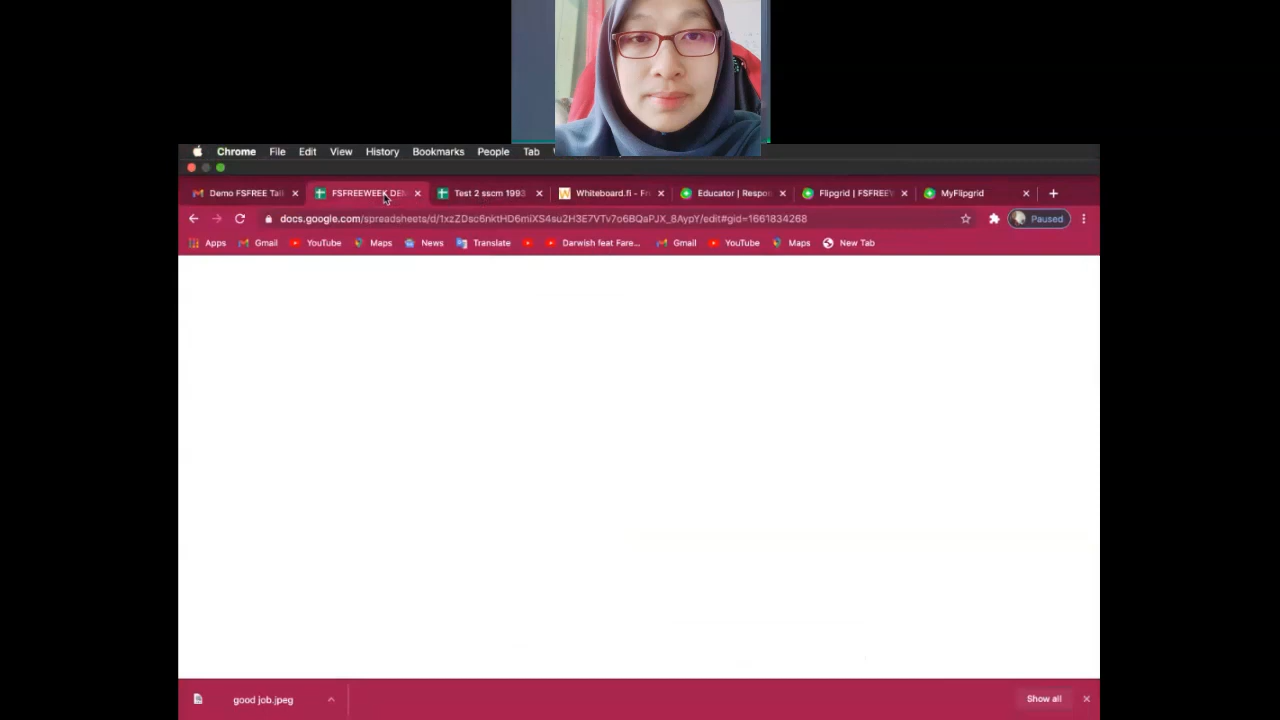 Chrome File Edit View History Bookmarks People Tab
Demo FSFREE Tal
FSFREEWEEK DE
Test 2 sscm 1993
Whiteboard.fi - Fr
Educator | Respo
Flipgrid | FSFREE
MyFlipgrid
docs.google.com/spreadsheets/d/1xzZDsc6nktHD6miXS4su2H3E7VTv7o6BQaPJX_8AypY/edit#gid=1661834268
Paused
Apps Gmail YouTube Maps News Translate Darwish feat Fare... Gmail YouTube Maps New Tab
good job.jpeg
Show all